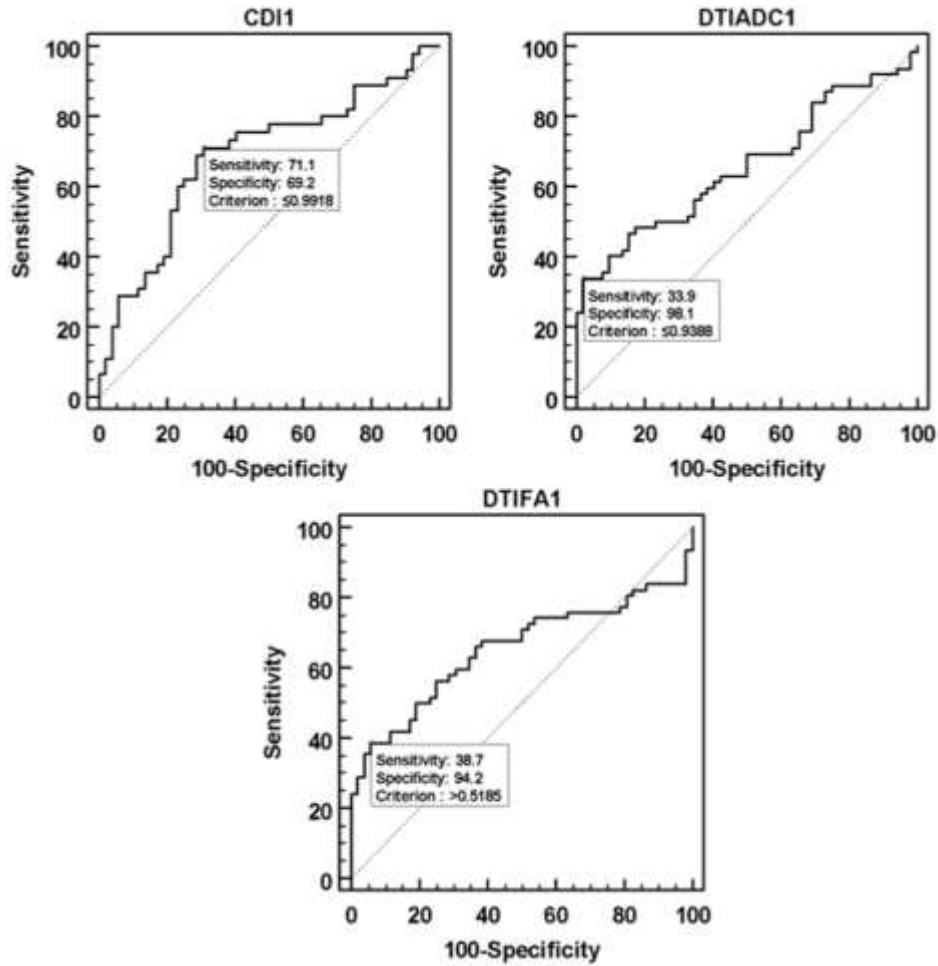 CDI1
100
80
60
40
20
0
Sensitivity
Sensitivity: 71.1
Specificity: 69.2
Criterion : ≤0.9918
0 20 40 60 80 100
100-Specificity
DTIADC1
100
80
60
40
20
0
Sensitivity
Sensitivity: 33.9
Specificity: 98.1
Criterion : ≤0.9388
0 20 40 60 80 100
100-Specificity
DTIFA1
100
80
60
40
20
0
Sensitivity
Sensitivity: 38.7
Specificity: 94.2
Criterion : >0.5185
0 20 40 60 80 100
100-Specificity